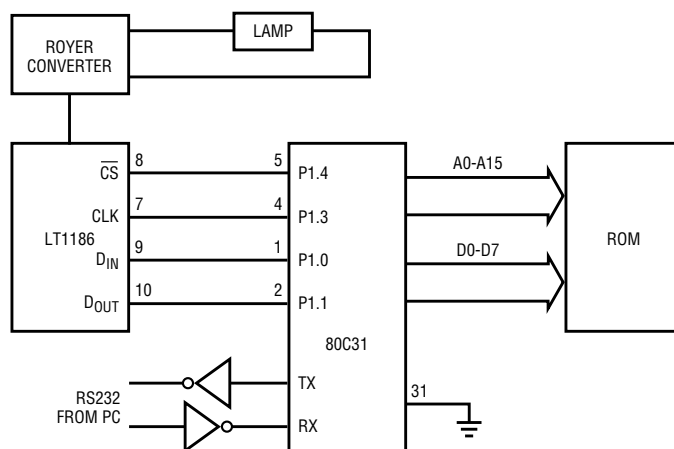 ROYER
CONVERTER
LAMP
LT1186
CS
8
CLK
7
DIN
9
DOUT
10
5
P1.4
4
P1.3
1
P1.0
2
P1.1
80C31
TX
RX
31
A0-A15
D0-D7
ROM
RS232
FROM PC